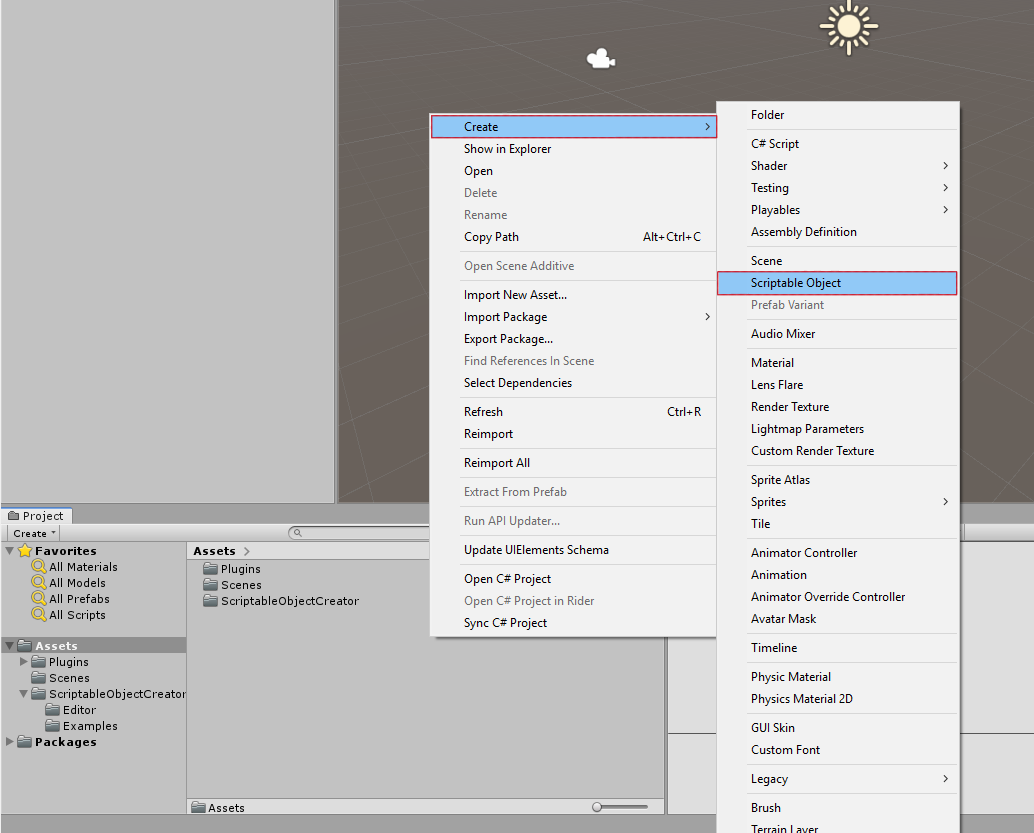 Create
Show in Explorer
Open
Delete
Rename
Copy Path Alt+Ctrl+C
Open Scene Additive
Import New Asset...
Import Package
Export Package...
Find References In Scene
Select Dependencies
Refresh Ctrl+R
Reimport
Reimport All
Extract From Prefab
Run API Updater...
Update UIElements Schema
Open C# Project
Open C# Project in Rider
Sync C# Project
Folder
C# Script
Shader
Testing
Playables
Assembly Definition
Scene
Scriptable Object
Prefab Variant
Audio Mixer
Material
Lens Flare
Render Texture
Lightmap Parameters
Custom Render Texture
Sprite Atlas
Sprites
Tile
Animator Controller
Animation
Animator Override Controller
Avatar Mask
Timeline
Physic Material
Physics Material 2D
GUI Skin
Custom Font
Legacy
Brush
Terrain Layer
Project
Create
Favorites
All Materials
All Models
All Prefabs
All Scripts
Assets
Plugins
Scenes
ScriptableObjectCreator
Editor
Examples
Packages
Assets
Plugins
Scenes
ScriptableObjectCreator
Assets